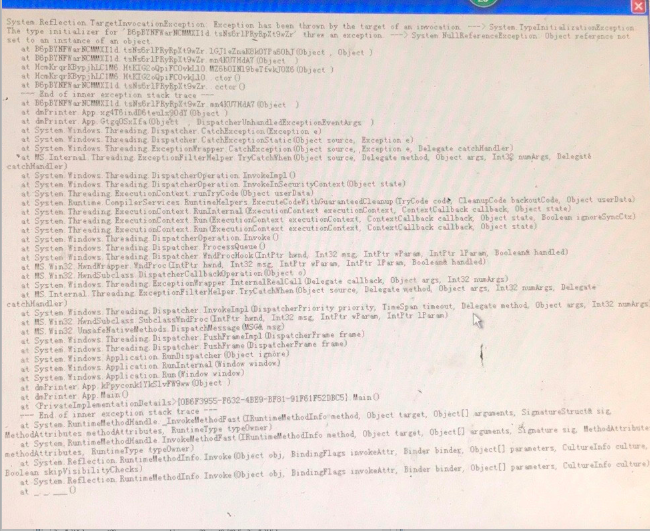 System.Reflection.TargetInvocationException: Exception has been thrown by the target of an invocation. ---> System.TypeInitializationException:
The type initializer for threw an exception. ---> System.NullReferenceException: Object reference not
set to an instance of an object.
at (Object , Object )
at (Object )
at (Object )
at ctor()
at cctor()
--- End of inner exception stack trace ---
at (Object )
at dmPrinter.App. (Object )
at dmPrinter.App. (Object , DispatcherUnhandledExceptionEventArgs )
at System.Windows.Threading.Dispatcher.CatchException(Exception e)
at System.Windows.Threading.Dispatcher.CatchExceptionStatic(Object source, Exception e)
at System.Windows.Threading.ExceptionWrapper.CatchException(Object source, Exception e, Delegate catchHandler)
at MS.Internal.Threading.ExceptionFilterHelper.TryCatchWhen(Object source, Delegate method, Object args, Int32 numArgs, Delegate
catchHandler)
at System.Windows.Threading.DispatcherOperation.InvokeImpl()
at System.Windows.Threading.DispatcherOperation.InvokeInSecurityContext(Object state)
at System.Threading.ExecutionContext.runTryCode(Object userData)
at System.Runtime.CompilerServices.RuntimeHelpers.ExecuteCodeWithGuaranteedCleanup(TryCode code, CleanupCode backoutCode, Object userData)
at System.Threading.ExecutionContext.RunInternal(ExecutionContext executionContext, ContextCallback callback, Object state)
at System.Threading.ExecutionContext.Run(ExecutionContext executionContext, ContextCallback callback, Object state, Boolean ignoreSyncCtx)
at System.Threading.ExecutionContext.Run(ExecutionContext executionContext, ContextCallback callback, Object state)
at System.Windows.Threading.DispatcherOperation.Invoke()
at System.Windows.Threading.Dispatcher.ProcessQueue()
at System.Windows.Threading.Dispatcher.WndProcHook(IntPtr hwnd, Int32 msg, IntPtr wParam, IntPtr lParam, Boolean& handled)
at MS.Win32.HwndWrapper.WndProc(IntPtr hwnd, Int32 msg, IntPtr wParam, IntPtr lParam, Boolean& handled)
at MS.Win32.HwndSubclass.DispatcherCallbackOperation(Object o)
at System.Windows.Threading.ExceptionWrapper.InternalRealCall(Delegate callback, Object args, Int32 numArgs)
at MS.Internal.Threading.ExceptionFilterHelper.TryCatchWhen(Object source, Delegate method, Object args, Int32 numArgs, Delegate
catchHandler)
at System.Windows.Threading.Dispatcher.InvokeImpl(DispatcherPriority priority, TimeSpan timeout, Delegate method, Object args, Int32 numArgs)
at MS.Win32.HwndSubclass.SubclassWndProc(IntPtr hwnd, Int32 msg, IntPtr wParam, IntPtr lParam)
at MS.Win32.UnsafeNativeMethods.DispatchMessage(MSG& msg)
at System.Windows.Threading.Dispatcher.PushFrameImpl(DispatcherFrame frame)
at System.Windows.Threading.Dispatcher.PushFrame(DispatcherFrame frame)
at System.Windows.Application.RunDispatcher(Object ignore)
at System.Windows.Application.RunInternal(Window window)
at System.Windows.Application.Run(Window window)
at dmPrinter.App. (Object )
at dmPrinter.App.Main()
at <PrivateImplementationDetails> .Main()
--- End of inner exception stack trace ---
at System.RuntimeMethodHandle._InvokeMethodFast(IRuntimeMethodInfo method, Object target, Object[] arguments, SignatureStruct& sig,
MethodAttributes methodAttributes, RuntimeType typeOwner)
at System.RuntimeMethodHandle.InvokeMethodFast(IRuntimeMethodInfo method, Object target, Object[] arguments, Signature sig, MethodAttributes
methodAttributes, RuntimeType typeOwner)
at System.Reflection.RuntimeMethodInfo.Invoke(Object obj, BindingFlags invokeAttr, Binder binder, Object[] parameters, CultureInfo culture,
Boolean skipVisibilityChecks)
at System.Reflection.RuntimeMethodInfo.Invoke(Object obj, BindingFlags invokeAttr, Binder binder, Object[] parameters, CultureInfo culture)
at _._____()